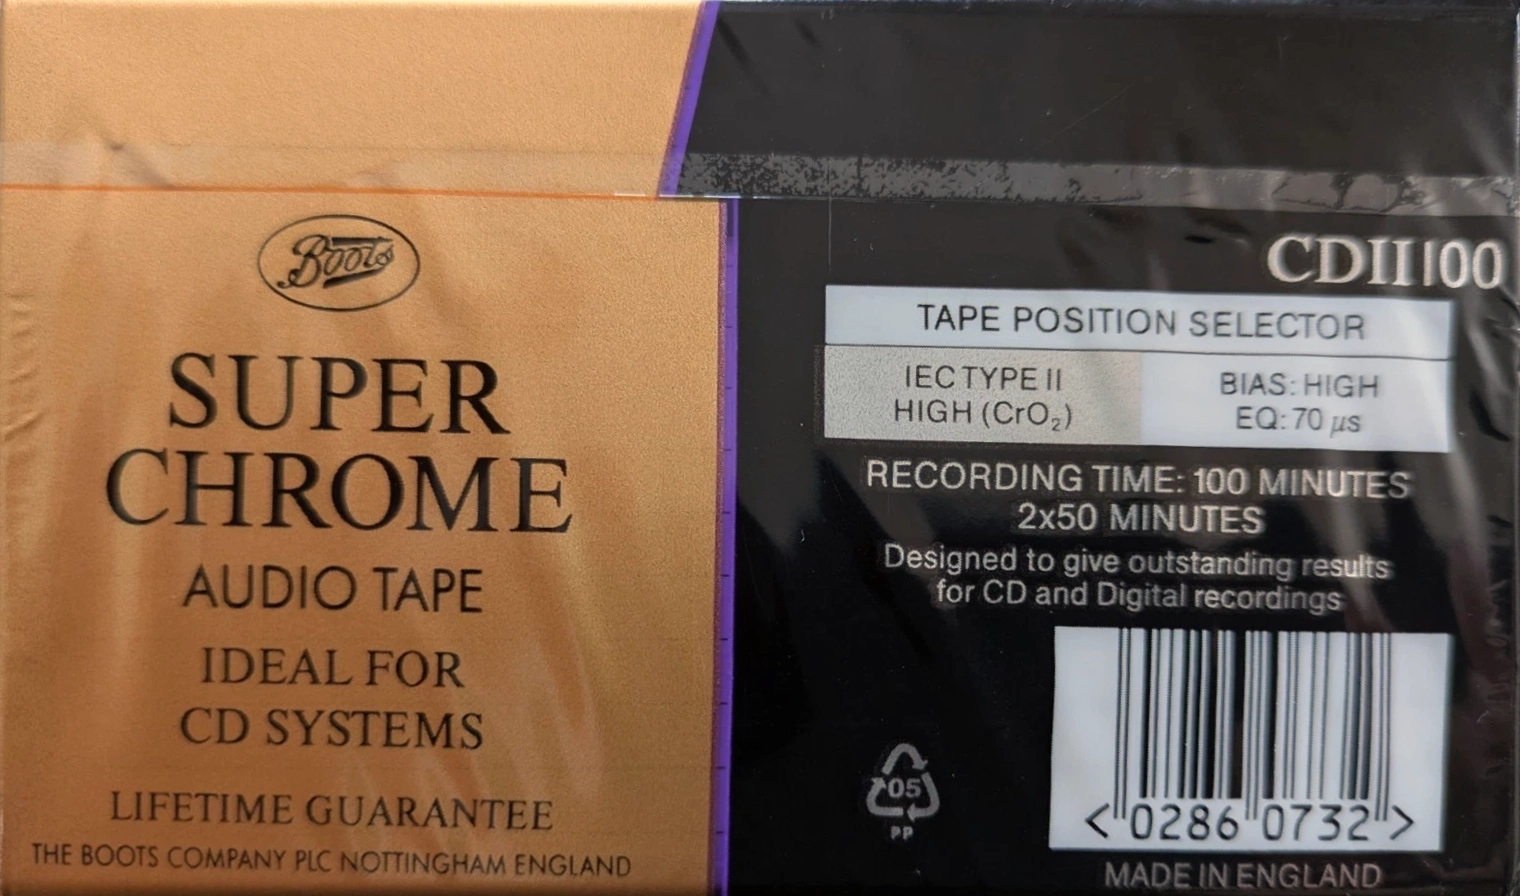 Boots
SUPER
CHROME
AUDIO TAPE
IDEAL FOR
CD SYSTEMS
LIFETIME GUARANTEE
THE BOOTS COMPANY PLC NOTTINGHAM ENGLAND
CDII100
TAPE POSITION SELECTOR
IEC TYPE II
HIGH (CrO₂)
BIAS: HIGH
EQ: 70 µs
RECORDING TIME: 100 MINUTES
2x50 MINUTES
Designed to give outstanding results
for CD and Digital recordings
05
PP
<0286 0732>
MADE IN ENGLAND